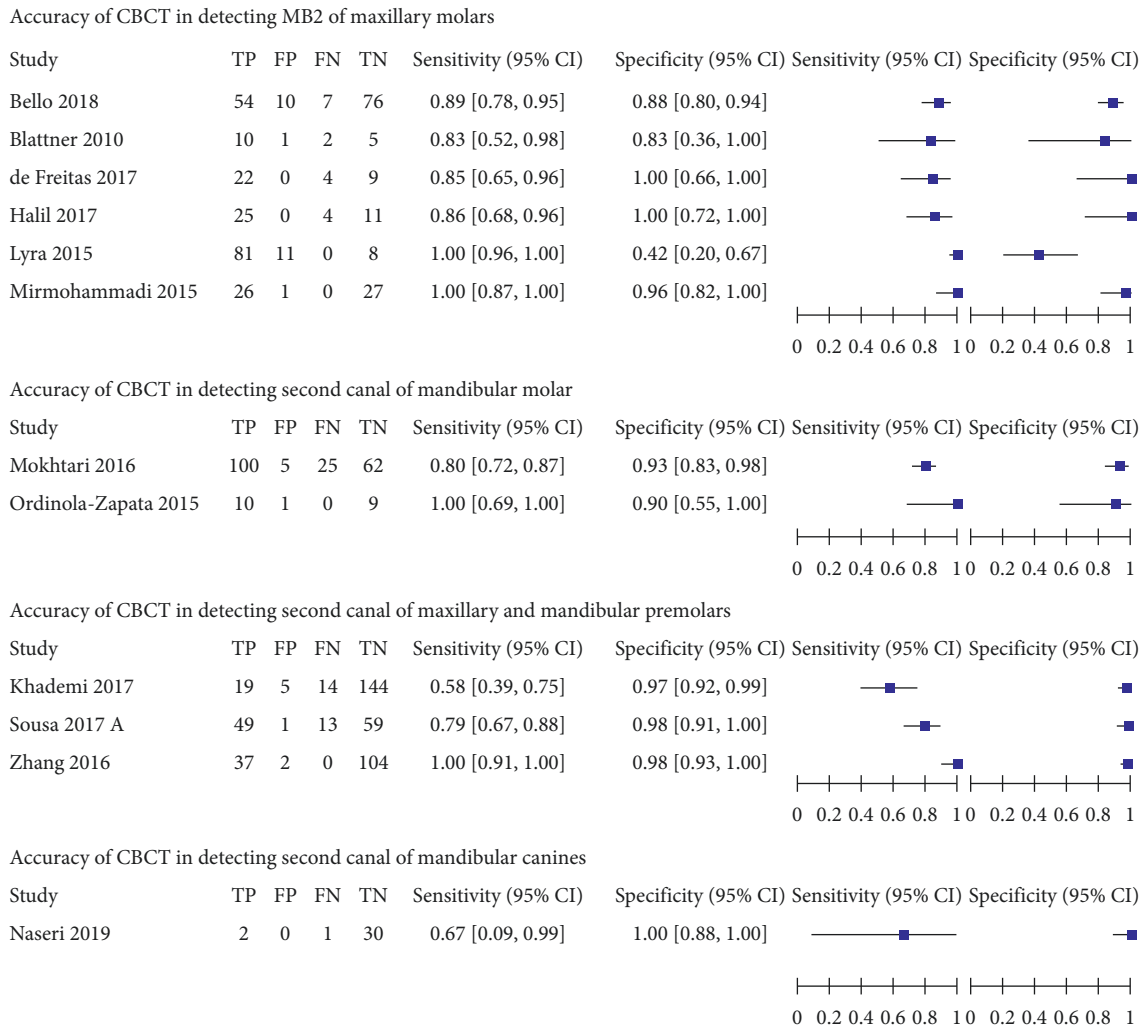 Accuracy of CBCT in detecting MB2 of maxillary molars
Study TP FP FN TN Sensitivity (95% CI) Specificity (95% CI) Sensitivity (95% CI) Specificity (95% CI)
Bello 2018 54 10 7 76 0.89 [0.78, 0.95] 0.88 [0.80, 0.94]
Blattner 2010 10 1 2 5 0.83 [0.52, 0.98] 0.83 [0.36, 1.00]
de Freitas 2017 22 0 4 9 0.85 [0.65, 0.96] 1.00 [0.66, 1.00]
Halil 2017 25 0 4 11 0.86 [0.68, 0.96] 1.00 [0.72, 1.00]
Lyra 2015 81 11 0 8 1.00 [0.96, 1.00] 0.42 [0.20, 0.67]
Mirmohammadi 2015 26 1 0 27 1.00 [0.87, 1.00] 0.96 [0.82, 1.00]
0 0.2 0.4 0.6 0.8 1 0 0.2 0.4 0.6 0.8 1
Accuracy of CBCT in detecting second canal of mandibular molar
Study TP FP FN TN Sensitivity (95% CI) Specificity (95% CI) Sensitivity (95% CI) Specificity (95% CI)
Mokhtari 2016 100 5 25 62 0.80 [0.72, 0.87] 0.93 [0.83, 0.98]
Ordinola-Zapata 2015 10 1 0 9 1.00 [0.69, 1.00] 0.90 [0.55, 1.00]
0 0.2 0.4 0.6 0.8 1 0 0.2 0.4 0.6 0.8 1
Accuracy of CBCT in detecting second canal of maxillary and mandibular premolars
Study TP FP FN TN Sensitivity (95% CI) Specificity (95% CI) Sensitivity (95% CI) Specificity (95% CI)
Khademi 2017 19 5 14 144 0.58 [0.39, 0.75] 0.97 [0.92, 0.99]
Sousa 2017 A 49 1 13 59 0.79 [0.67, 0.88] 0.98 [0.91, 1.00]
Zhang 2016 37 2 0 104 1.00 [0.91, 1.00] 0.98 [0.93, 1.00]
0 0.2 0.4 0.6 0.8 1 0 0.2 0.4 0.6 0.8 1
Accuracy of CBCT in detecting second canal of mandibular canines
Study TP FP FN TN Sensitivity (95% CI) Specificity (95% CI) Sensitivity (95% CI) Specificity (95% CI)
Naseri 2019 2 0 1 30 0.67 [0.09, 0.99] 1.00 [0.88, 1.00]
0 0.2 0.4 0.6 0.8 1 0 0.2 0.4 0.6 0.8 1